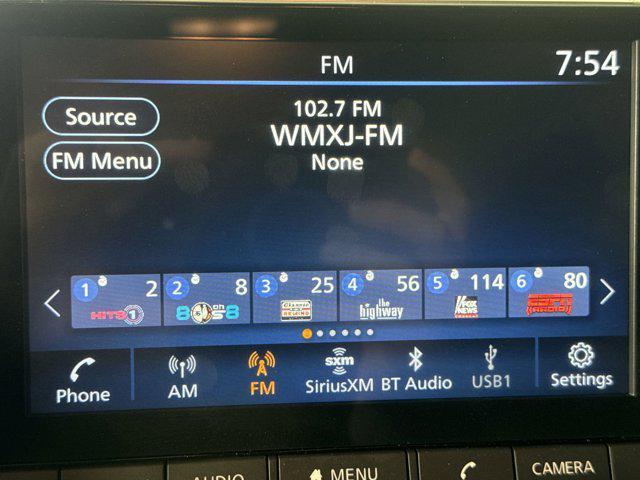 FM
7:54
Source
102.7 FM
WMXJ-FM
FM Menu
None
1 2
2 8
3 25
4 56
5 114
6 80
HITS 1
80s on 8
Classic
REWIND
the
highway
FOX
NEWS
ESPN
RADIO
Phone
AM
FM
sxm
SiriusXM
BT Audio
USB1
Settings
AUDIO
MENU
CAMERA